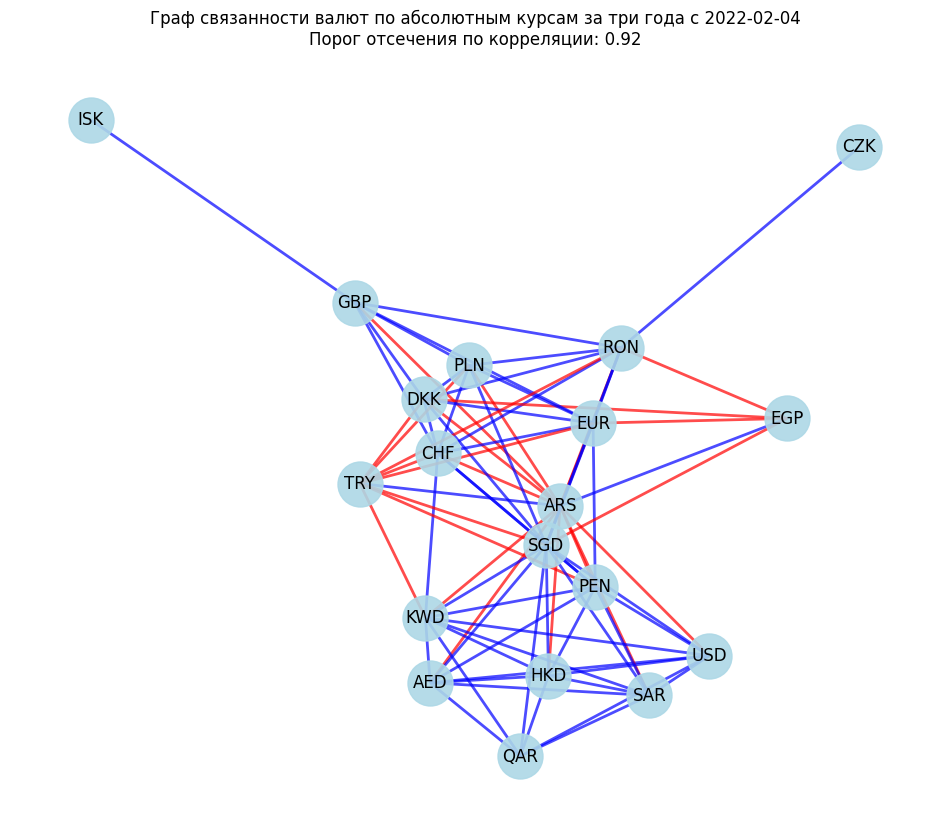 Граф связанности валют по абсолютным курсам за три года с 2022-02-04
Порог отсечения по корреляции: 0.92
ISK
CZK
GBP
RON
PLN
DKK
EGP
EUR
CHF
TRY
ARS
SGD
PEN
KWD
USD
HKD
AED
SAR
QAR